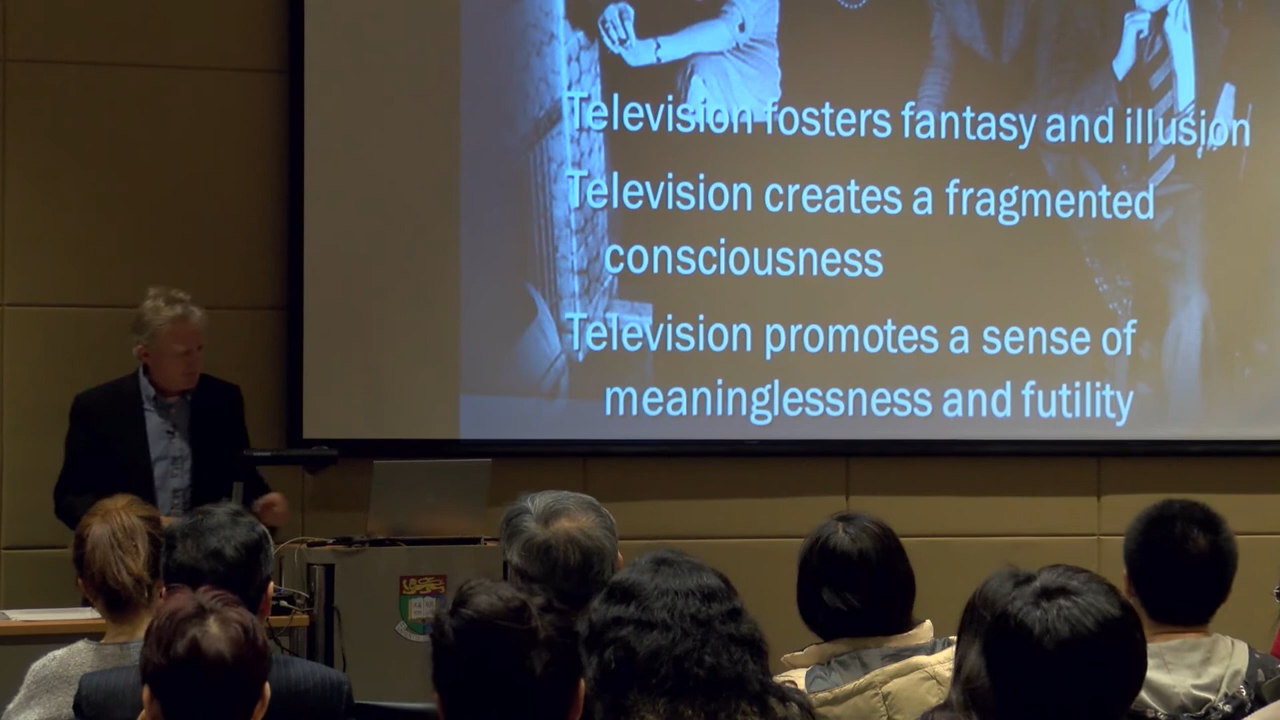 Television fosters fantasy and illusion
Television creates a fragmented
consciousness
Television promotes a sense of
meaninglessness and futility